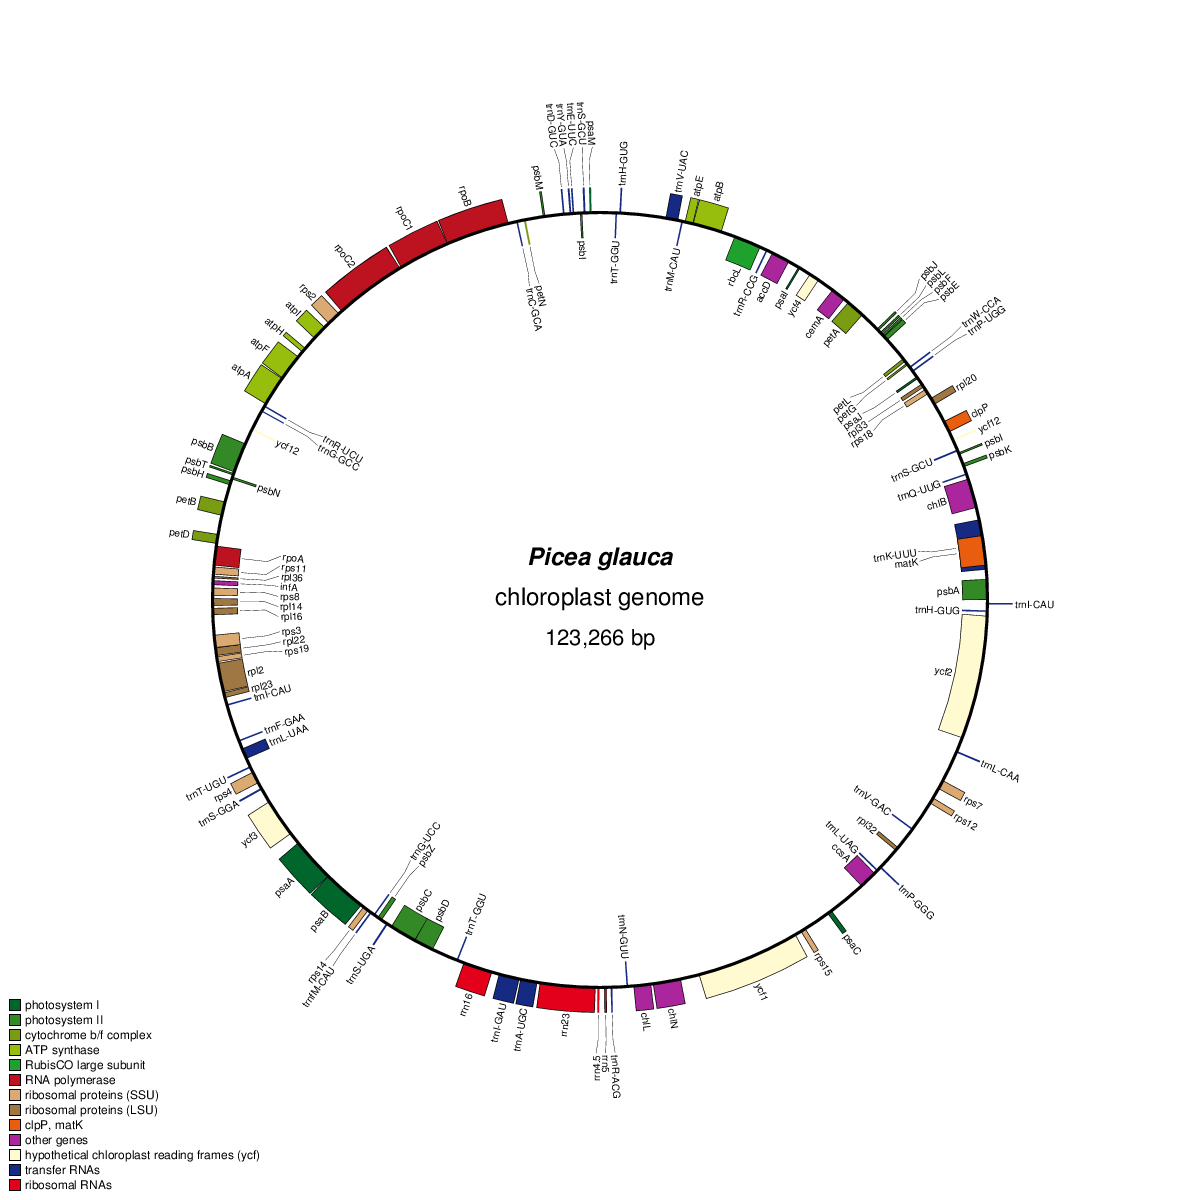 trnD-GUC
trnY-GUA
trnE-UUC
trnS-GCU
psaM
trnH-GUG
trnV-UAC
atpE
atpB
psbM
rpoB
rpoC1
rpoC2
rps2
atpI
atpH
atpF
atpA
psbI
trnT-GGU
trnM-CAU
petN
trnC-GCA
rbcL
trnR-CCG
accD
psaI
ycf4
cemA
petA
psbJ
psbL
psbF
psbE
trnW-CCA
trnP-UGG
petL
petG
psaJ
rpl33
rps18
rpl20
clpP
ycf12
psbI
psbK
trnS-GCU
trnQ-UUG
chlB
trnK-UUU
matK
psbA
trnH-GUG
trnI-CAU
ycf2
trnL-CAA
rps7
rps12
trnV-GAC
rpl32
trnL-UAG
ccsA
trnP-GGG
psaC
rps15
ycf1
chlN
chlL
trnN-GUU
trnR-ACG
rrn5
rrn4.5
rrn23
trnA-UGC
trnI-GAU
rrn16
trnT-GGU
psbD
psbC
psbZ
trnG-UCC
trnS-UGA
trnfM-CAU
rps14
psaB
psaA
ycf3
trnS-GGA
rps4
trnT-UGU
trnL-UAA
trnF-GAA
trnI-CAU
rpl23
rpl2
rps19
rpl22
rps3
rpl16
rpl14
rps8
infA
rpl36
rps11
rpoA
petD
petB
psbN
psbH
psbT
psbB
ycf12
trnG-GCC
trnR-UCU
Picea glauca
chloroplast genome
123,266 bp
photosystem I
photosystem II
cytochrome b/f complex
ATP synthase
RubisCO large subunit
RNA polymerase
ribosomal proteins (SSU)
ribosomal proteins (LSU)
clpP, matK
other genes
hypothetical chloroplast reading frames (ycf)
transfer RNAs
ribosomal RNAs